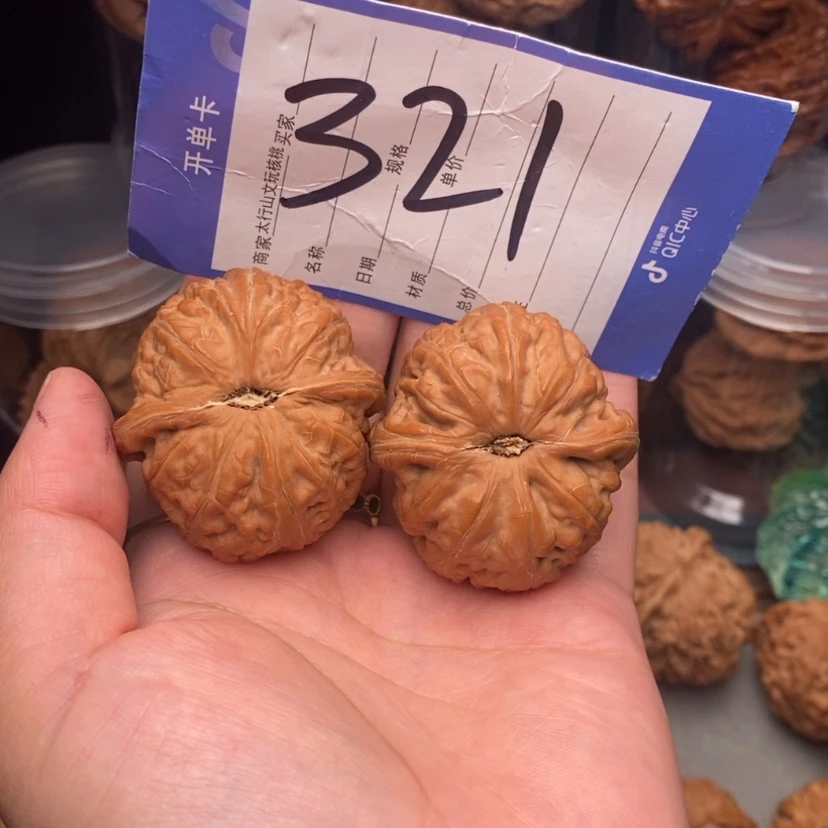 开单卡
321
商家太行山文玩核桃 买家
名称 规格
日期 单价
材质
总价
抖音电商
QIC中心